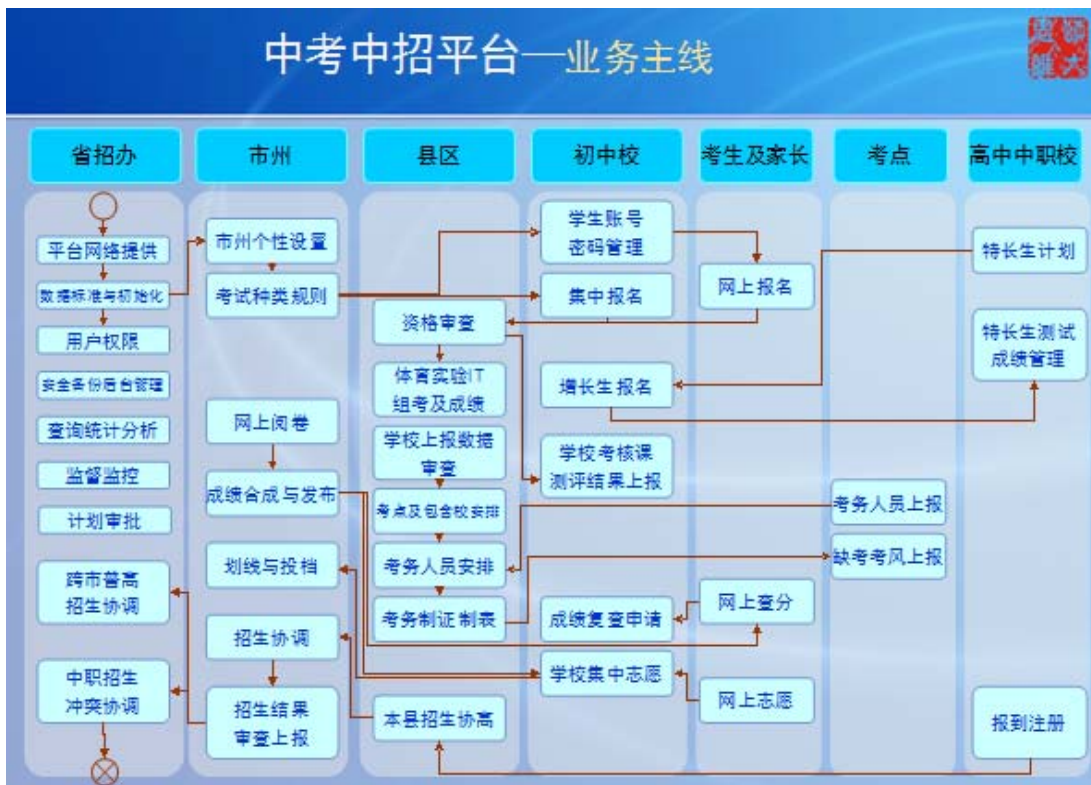 中考中招平台—业务主线
省招办
市州
县区
初中校
考生及家长
考点
高中中职校
平台网络提供
数据标准与初始化
用户权限
安全备份后台管理
查询统计分析
监督监控
计划审批
跨市普高
招生协调
中职招生
冲突协调
市州个性设置
考试种类规则
网上阅卷
成绩合成与发布
划线与投档
招生协调
招生结果
审查上报
资格审查
体育实验IT
组考及成绩
学校上报数据
审查
考点及包含校安排
考务人员安排
考务制证制表
本县招生协高
学生账号
密码管理
集中报名
增长生报名
学校考核课
测评结果上报
成绩复查申请
学校集中志愿
网上报名
网上查分
网上志愿
考务人员上报
缺考考风上报
特长生计划
特长生测试
成绩管理
报到注册